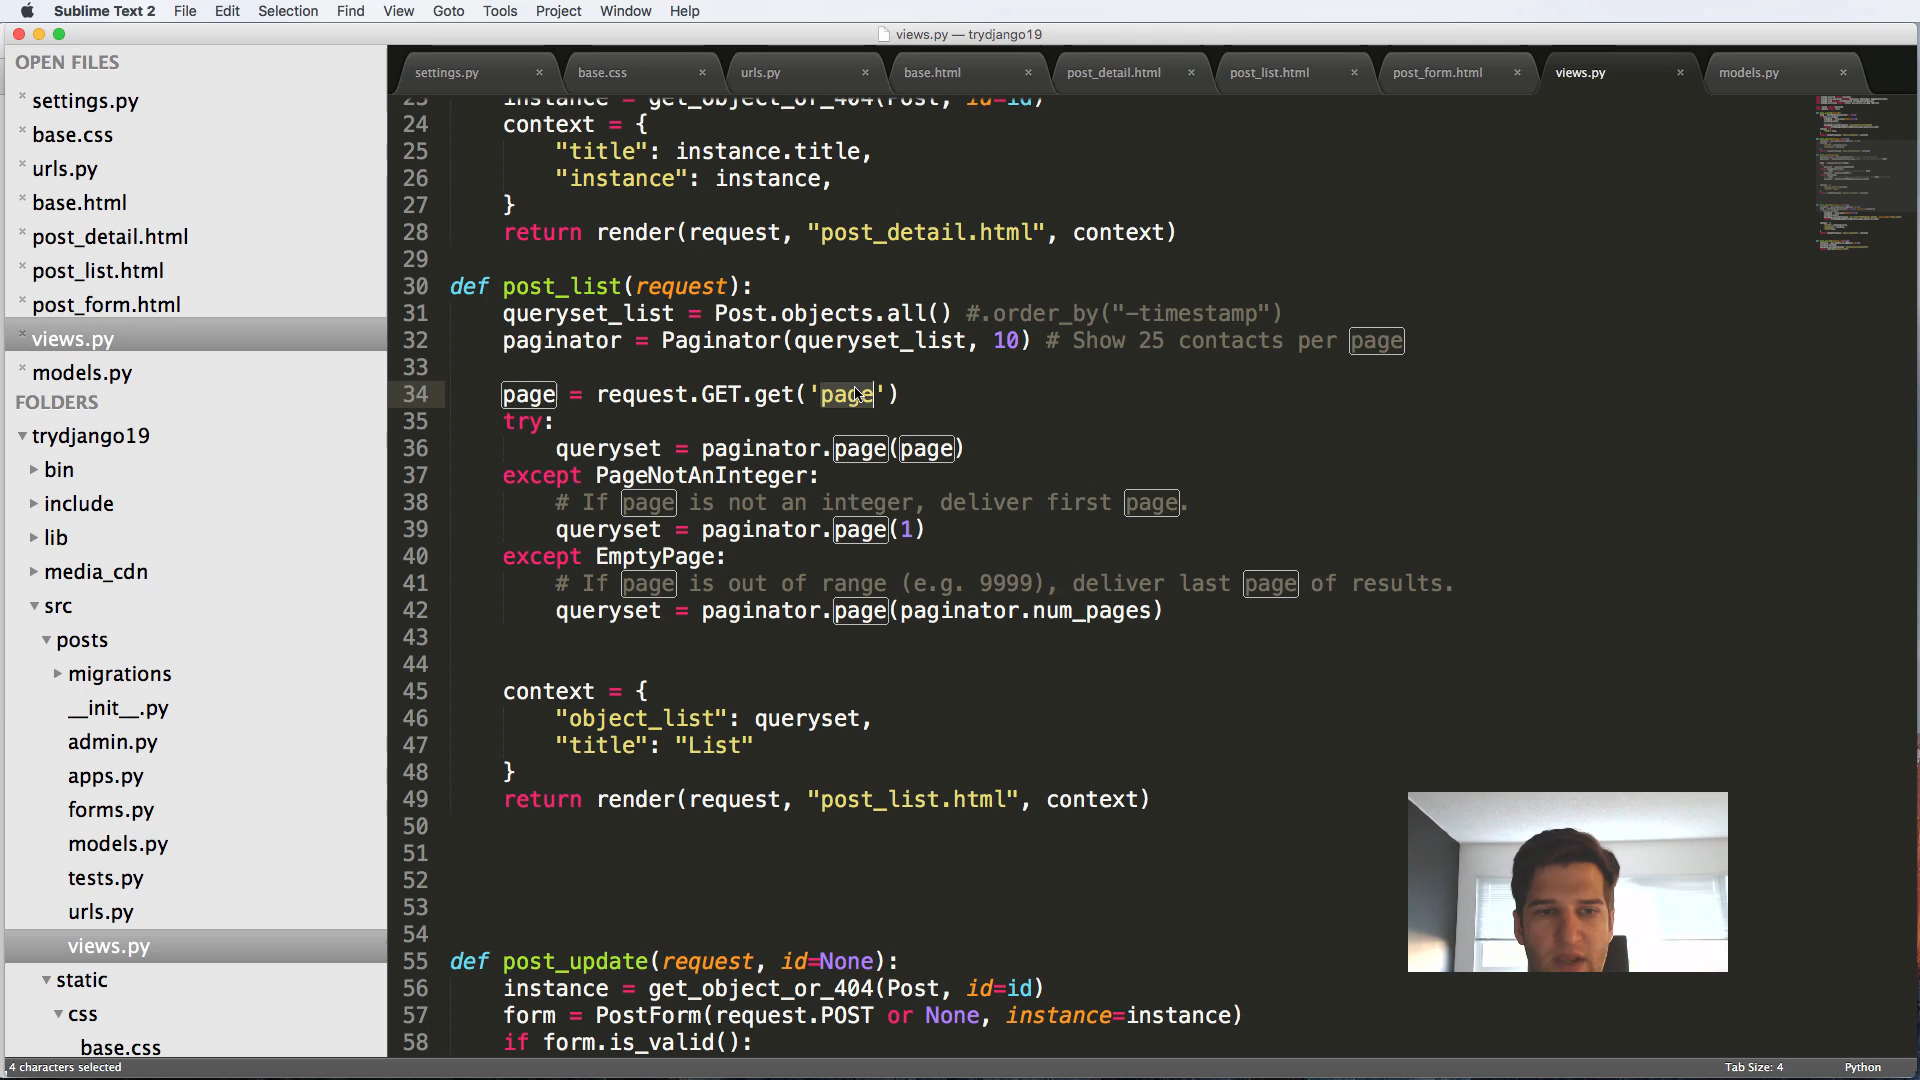 Sublime Text 2 File Edit Selection Find View Goto Tools Project Window Help
views.py — trydjango19
OPEN FILES
settings.py
base.css
urls.py
base.html
post_detail.html
post_list.html
post_form.html
views.py
models.py
FOLDERS
trydjango19
bin
include
lib
media_cdn
src
posts
migrations
__init__.py
admin.py
apps.py
forms.py
models.py
tests.py
urls.py
views.py
static
css
base.css
settings.py base.css urls.py base.html post_detail.html post_list.html post_form.html views.py models.py
23 instance = get_object_or_404(Post, id=id)
24 context = {
25 "title": instance.title,
26 "instance": instance,
27 }
28 return render(request, "post_detail.html", context)
29
30 def post_list(request):
31 queryset_list = Post.objects.all() #.order_by("-timestamp")
32 paginator = Paginator(queryset_list, 10) # Show 25 contacts per page
33
34 page = request.GET.get('page')
35 try:
36 queryset = paginator.page(page)
37 except PageNotAnInteger:
38 # If page is not an integer, deliver first page.
39 queryset = paginator.page(1)
40 except EmptyPage:
41 # If page is out of range (e.g. 9999), deliver last page of results.
42 queryset = paginator.page(paginator.num_pages)
43
44
45 context = {
46 "object_list": queryset,
47 "title": "List"
48 }
49 return render(request, "post_list.html", context)
50
51
52
53
54
55 def post_update(request, id=None):
56 instance = get_object_or_404(Post, id=id)
57 form = PostForm(request.POST or None, instance=instance)
58 if form.is_valid():
4 characters selected
Tab Size: 4 Python